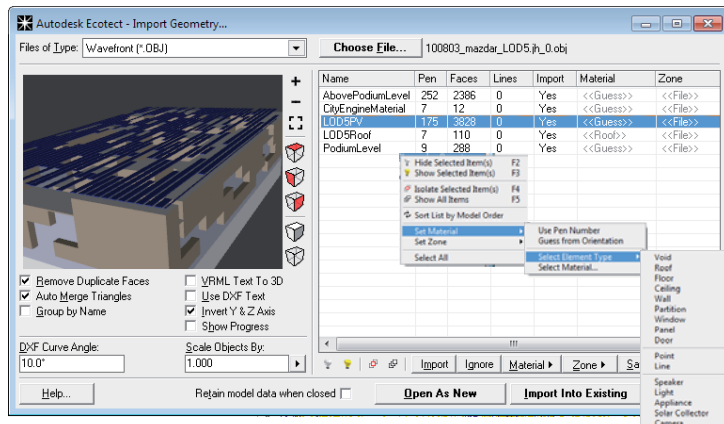 Autodesk Ecotect - Import Geometry...
Files of Type: Wavefront (*.OBJ) Choose File... 100803_mazdar_LOD5.jh_0.obj
Name Pen Faces Lines Import Material Zone
AbovePodiumLevel 252 2386 0 Yes <<Guess>> <<File>>
CityEngineMaterial 7 12 0 Yes <<Guess>> <<File>>
LOD5PV 175 3828 0 Yes <<Guess>> <<File>>
LOD5Roof 7 110 0 Yes <<Roof>> <<File>>
PodiumLevel 9 288 0 Yes <<Guess>> <<File>>
Hide Selected Item(s) F2
Show Selected Item(s) F3
Isolate Selected Item(s) F4
Show All Items F5
Sort List by Model Order
Set Material
Set Zone
Select All
Use Pen Number
Guess from Orientation
Select Element Type
Select Material...
Void
Roof
Floor
Ceiling
Wall
Partition
Window
Panel
Door
Point
Line
Speaker
Light
Appliance
Solar Collector
Camera
Remove Duplicate Faces VRML Text To 3D
Auto Merge Triangles Use DXF Text
Group by Name Invert Y & Z Axis
Show Progress
DXF Curve Angle: Scale Objects By:
10.0° 1.000
Import Ignore Material Zone Sa
Help... Retain model data when closed Open As New Import Into Existing